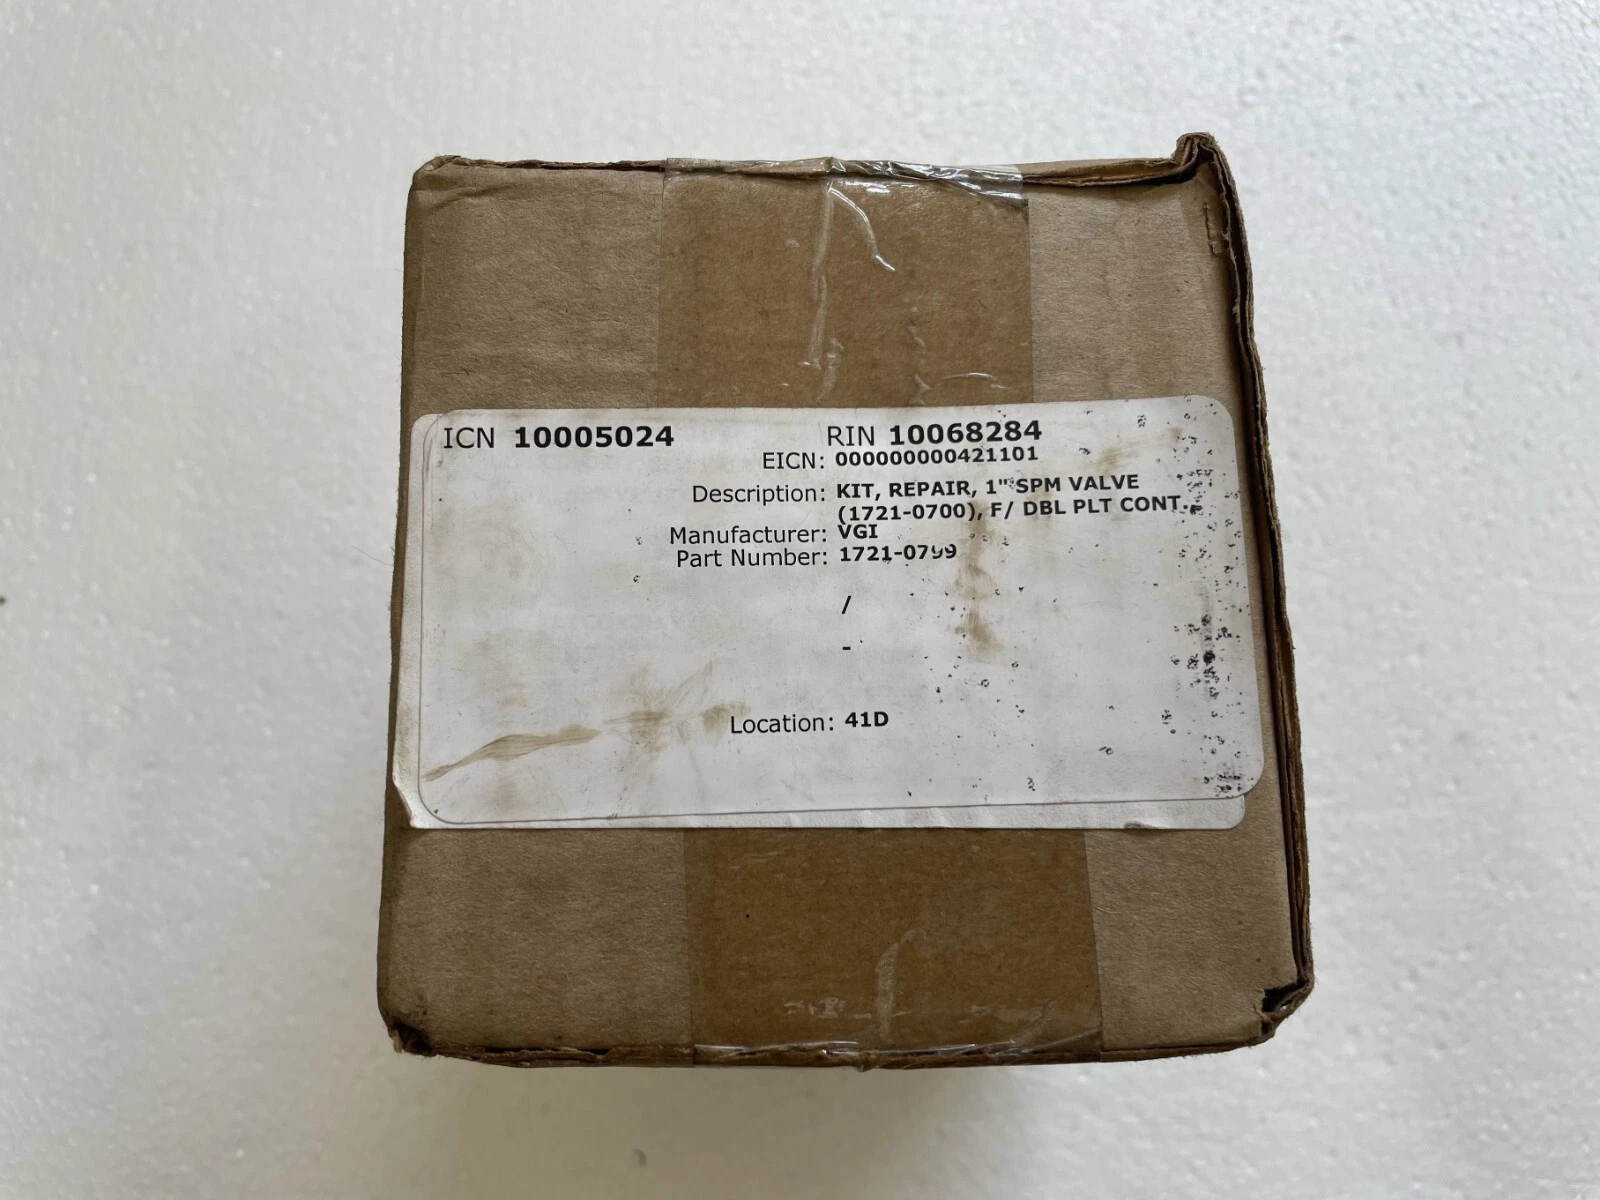 ICN 10005024 RIN 10068284
EICN: 000000000421101
Description: KIT, REPAIR, 1" SPM VALVE
(1721-0700), F/ DBL PLT CONT.
Manufacturer: VGI
Part Number: 1721-0799
/
-
Location: 41D